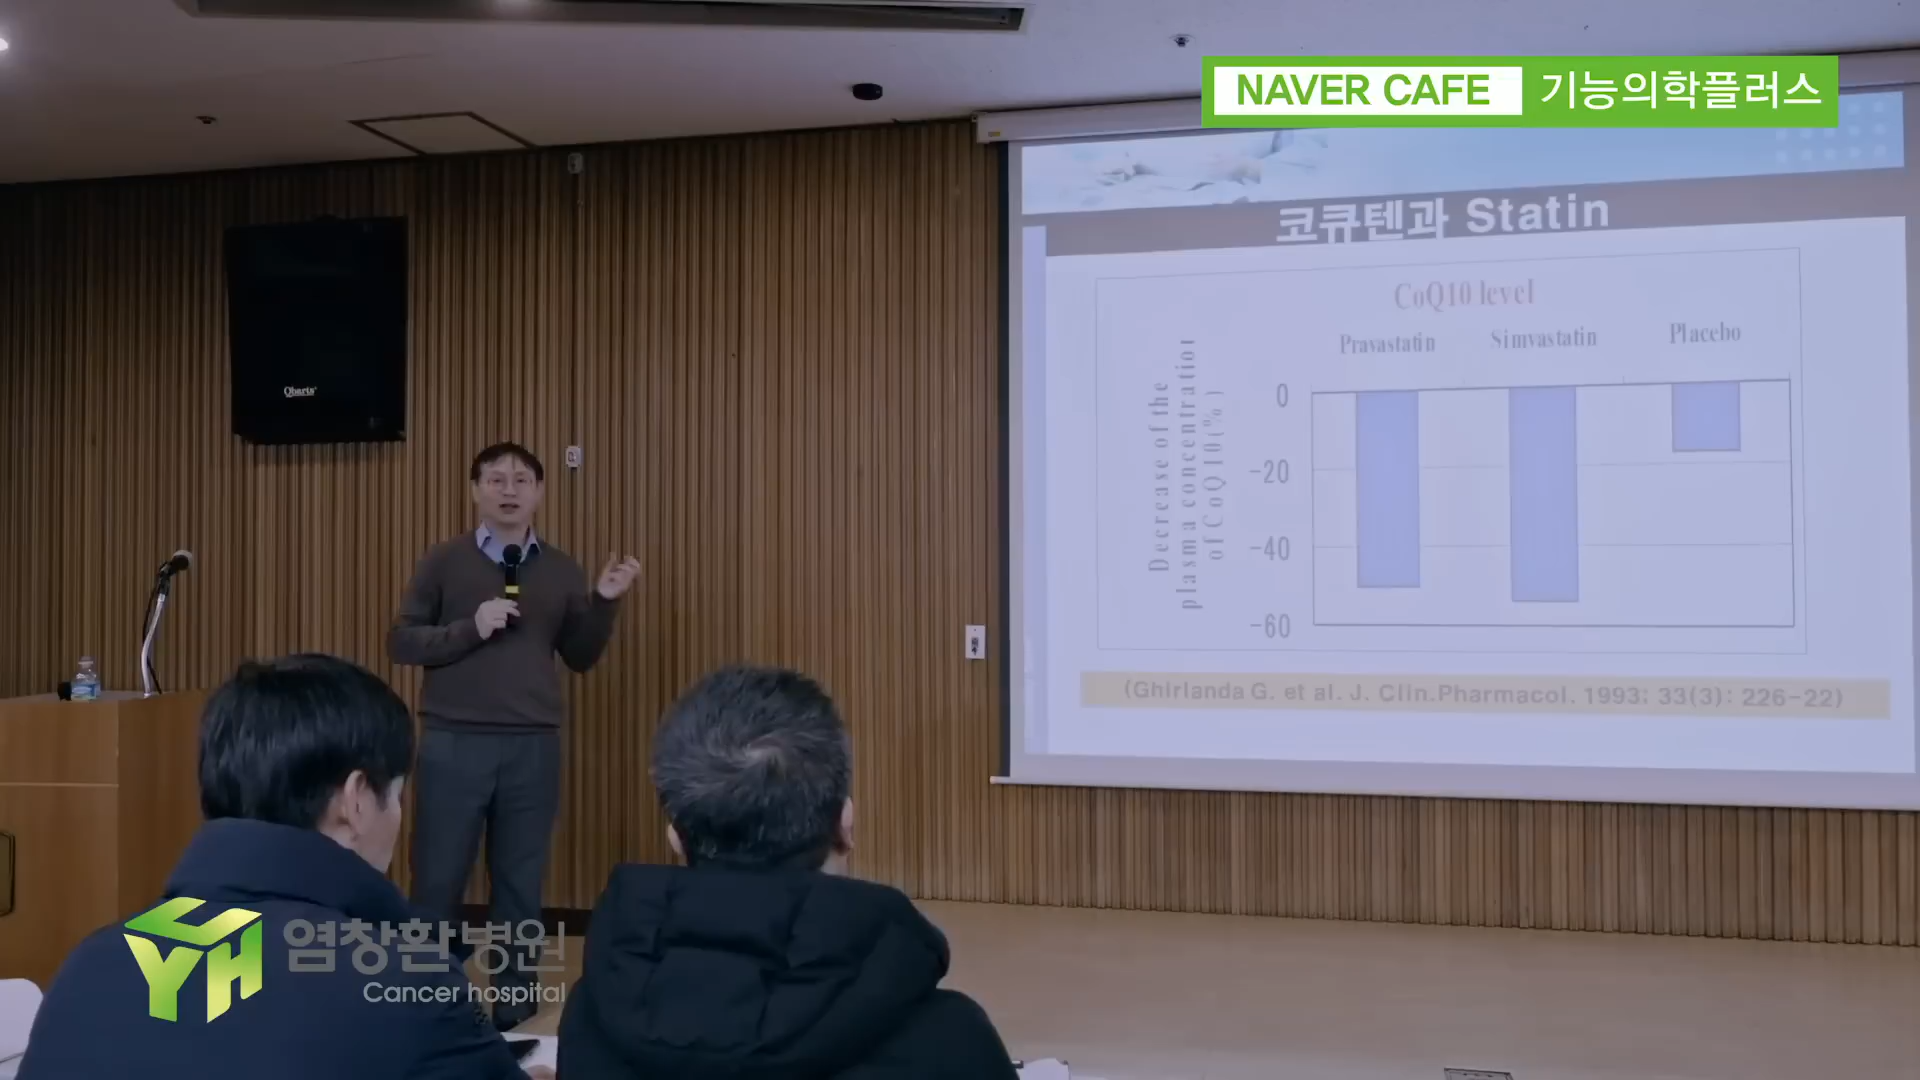 NAVER CAFE 기능의학플러스
코큐텐과 Statin
CoQ10 level
Pravastatin Simvastatin Placebo
Decrease of the
plasma concentration
of CoQ10 (%)
0
-20
-40
-60
(Ghirlanda G. et al. J. Clin.Pharmacol. 1993; 33(3): 226-22)
Qbarts
YH
염창환병원
Cancer hospital